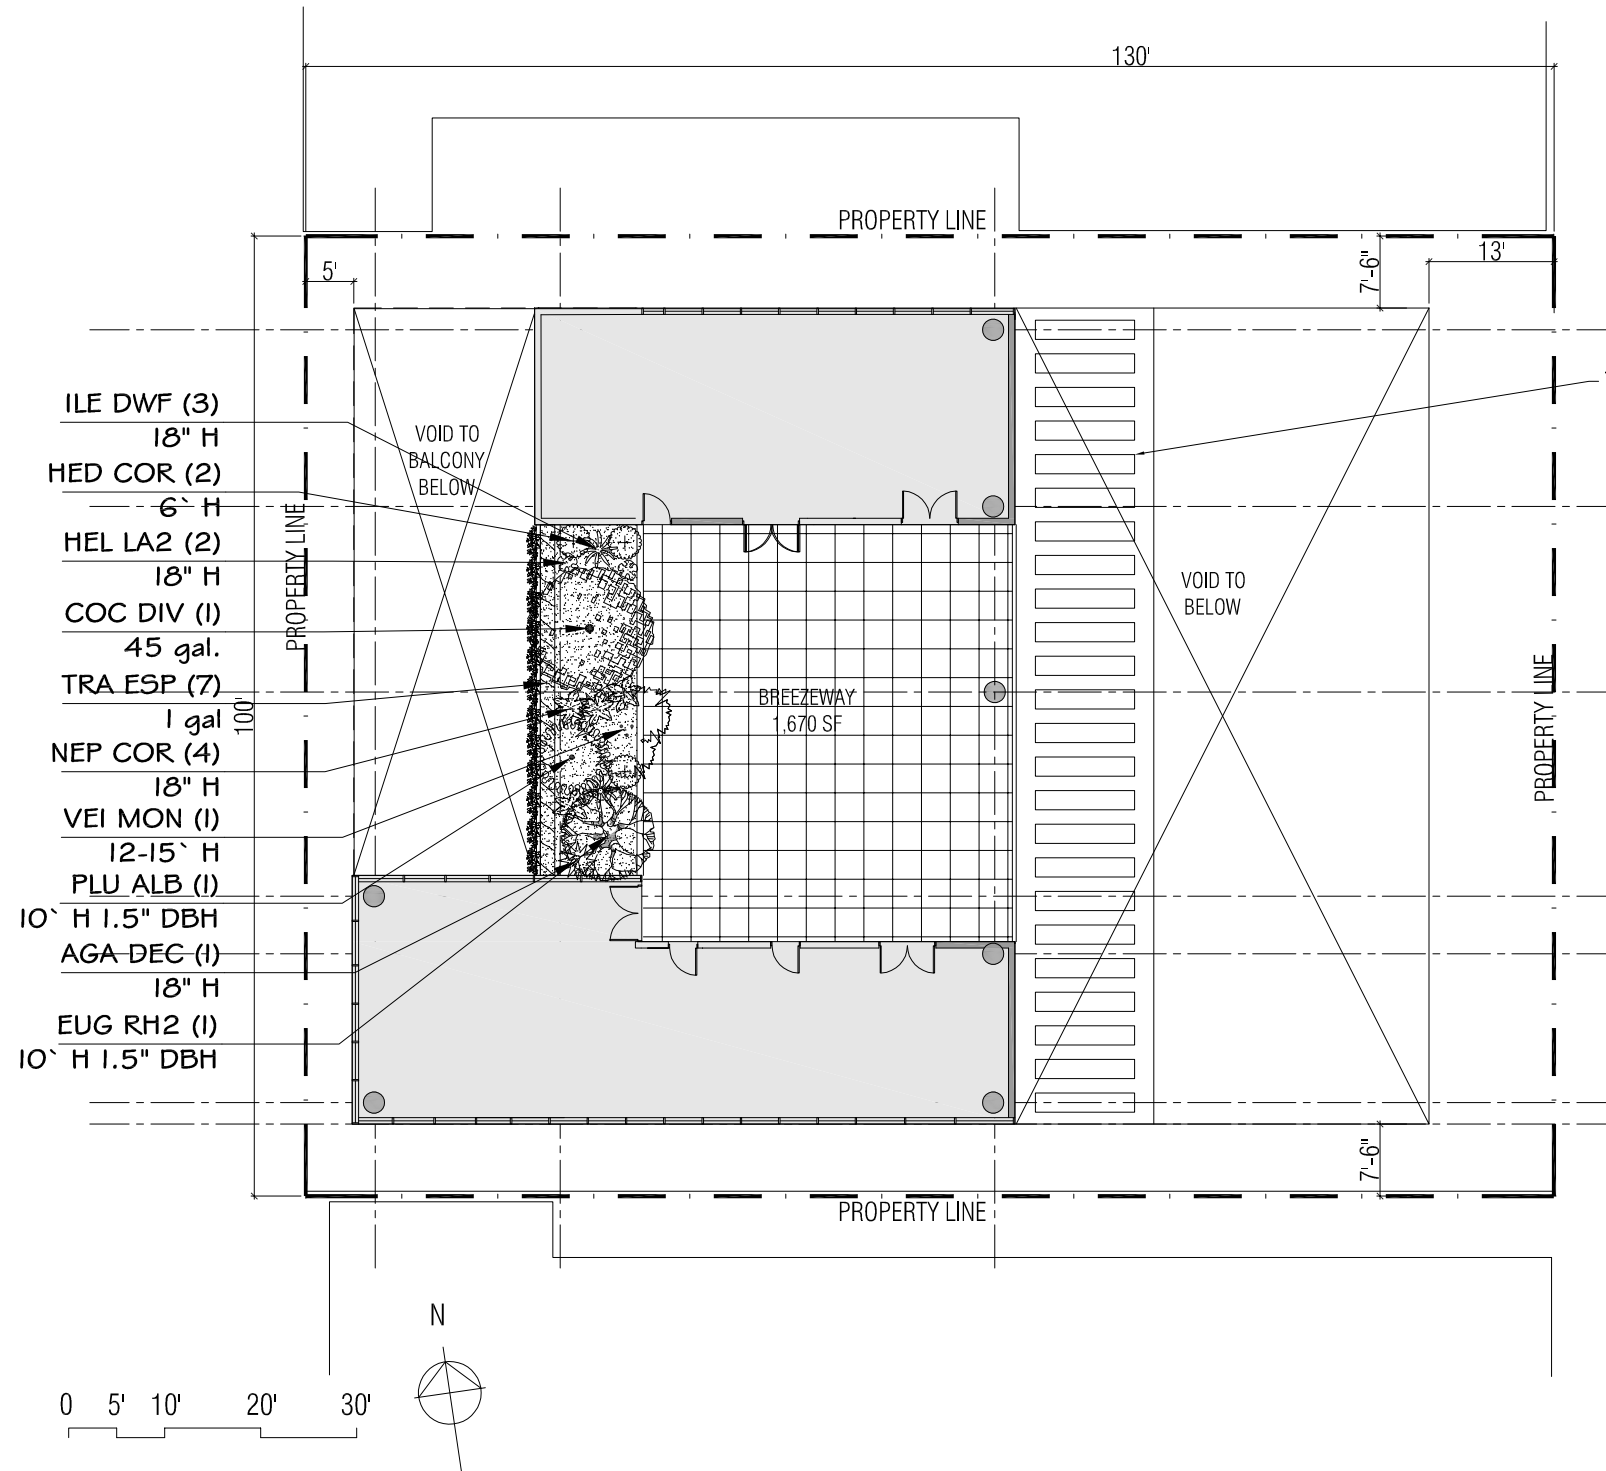 130'
PROPERTY LINE
5'
7'-6"
13'
ILE DWF (3)
18" H
HED COR (2)
6` H
HEL LA2 (2)
18" H
COC DIV (1)
45 gal.
TRA ESP (7)
1 gal
NEP COR (4)
18" H
VEI MON (1)
12-15` H
PLU ALB (1)
10` H 1.5" DBH
AGA DEC (1)
18" H
EUG RH2 (1)
10` H 1.5" DBH
100'
PROPERTY LINE
VOID TO
BALCONY
BELOW
BREEZEWAY
1,670 SF
VOID TO
BELOW
PROPERTY LINE
7'-6"
PROPERTY LINE
N
0 5' 10' 20' 30'